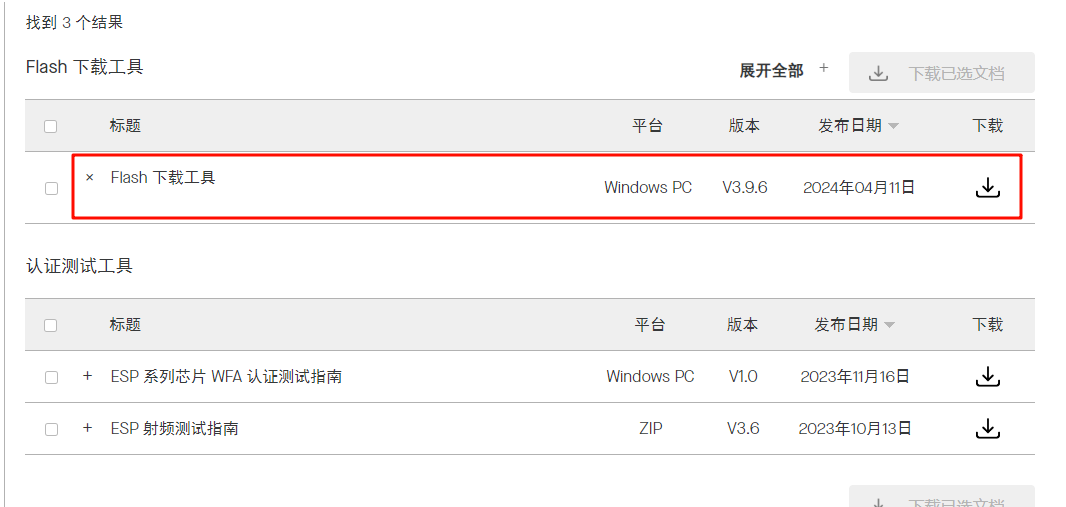 找到 3 个结果
Flash 下载工具
展开全部 +
下载已选文档
标题 平台 版本 发布日期 下载
× Flash 下载工具 Windows PC V3.9.6 2024年04月11日
认证测试工具
标题 平台 版本 发布日期 下载
+ ESP 系列芯片 WFA 认证测试指南 Windows PC V1.0 2023年11月16日
+ ESP 射频测试指南 ZIP V3.6 2023年10月13日
下载已选文档